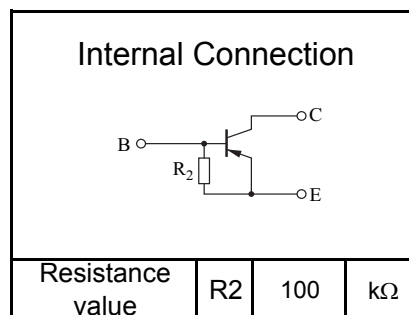 Internal Connection
C
B
R2
E
Resistance
value
R2
100
kΩ